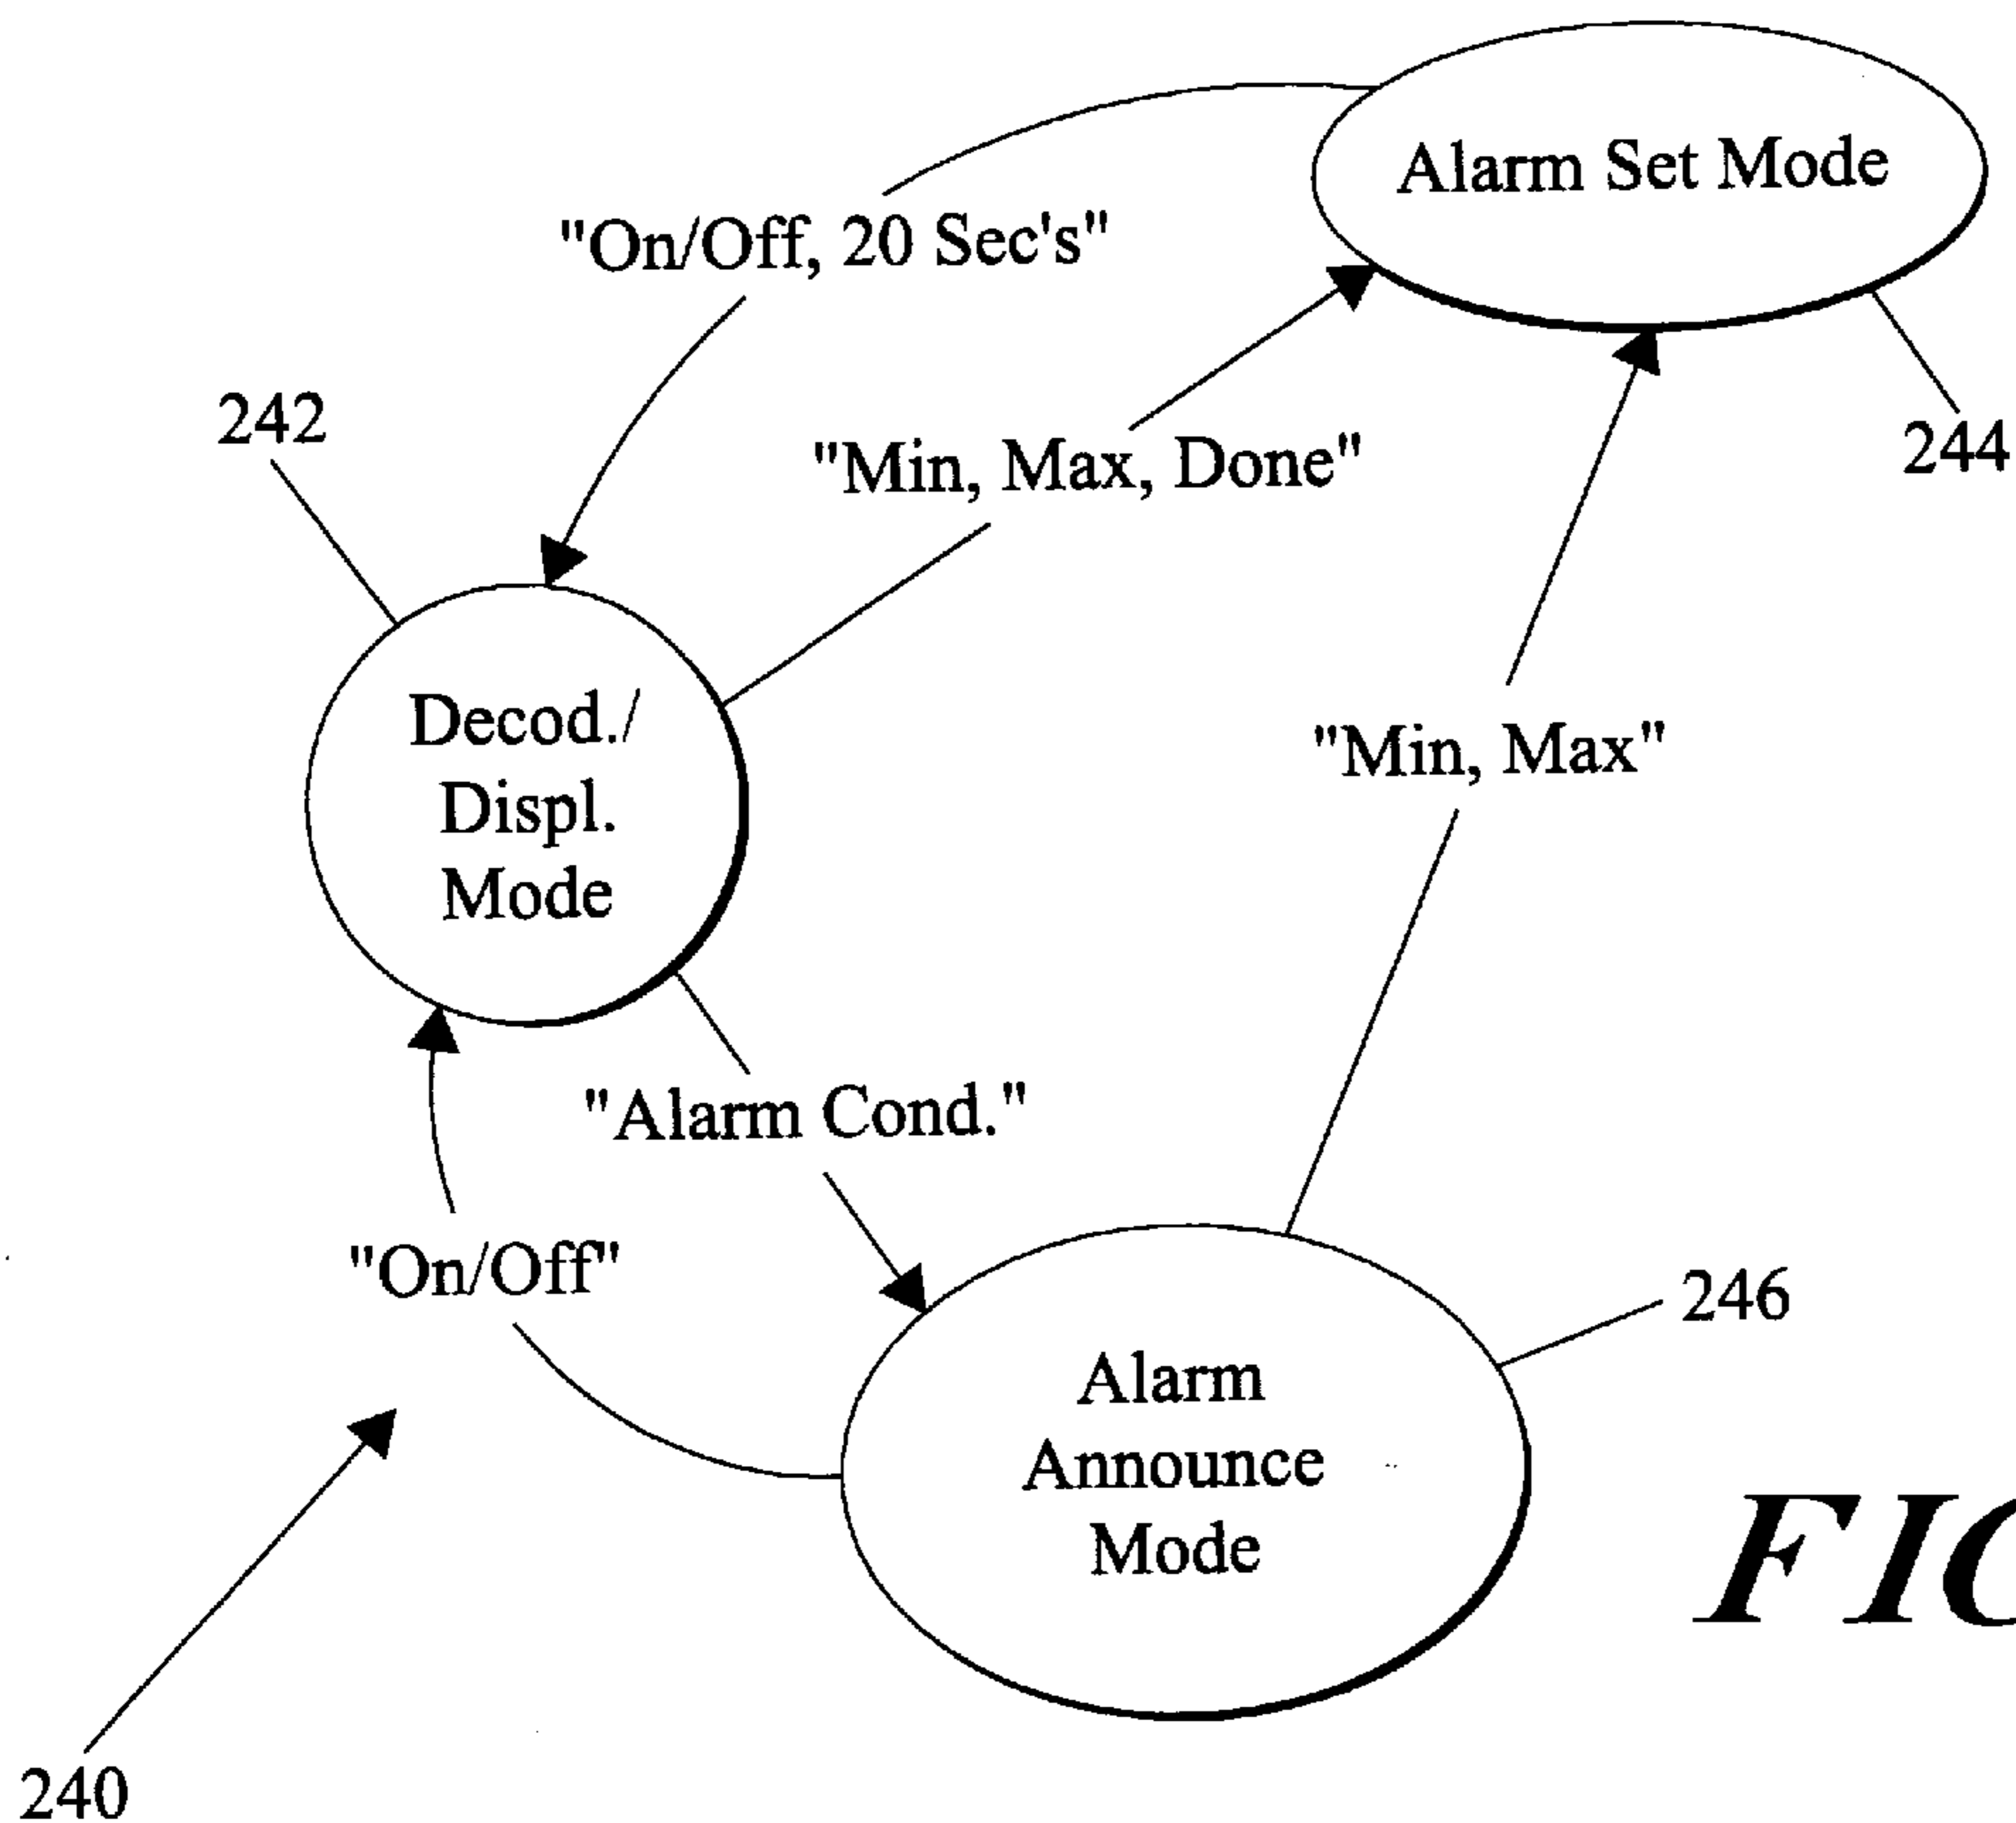 Alarm Set Mode
"On/Off, 20 Sec's"
242
"Min, Max, Done"
244
Decod./
Displ.
Mode
"Min, Max"
"Alarm Cond."
"On/Off"
246
Alarm
Announce
Mode
240